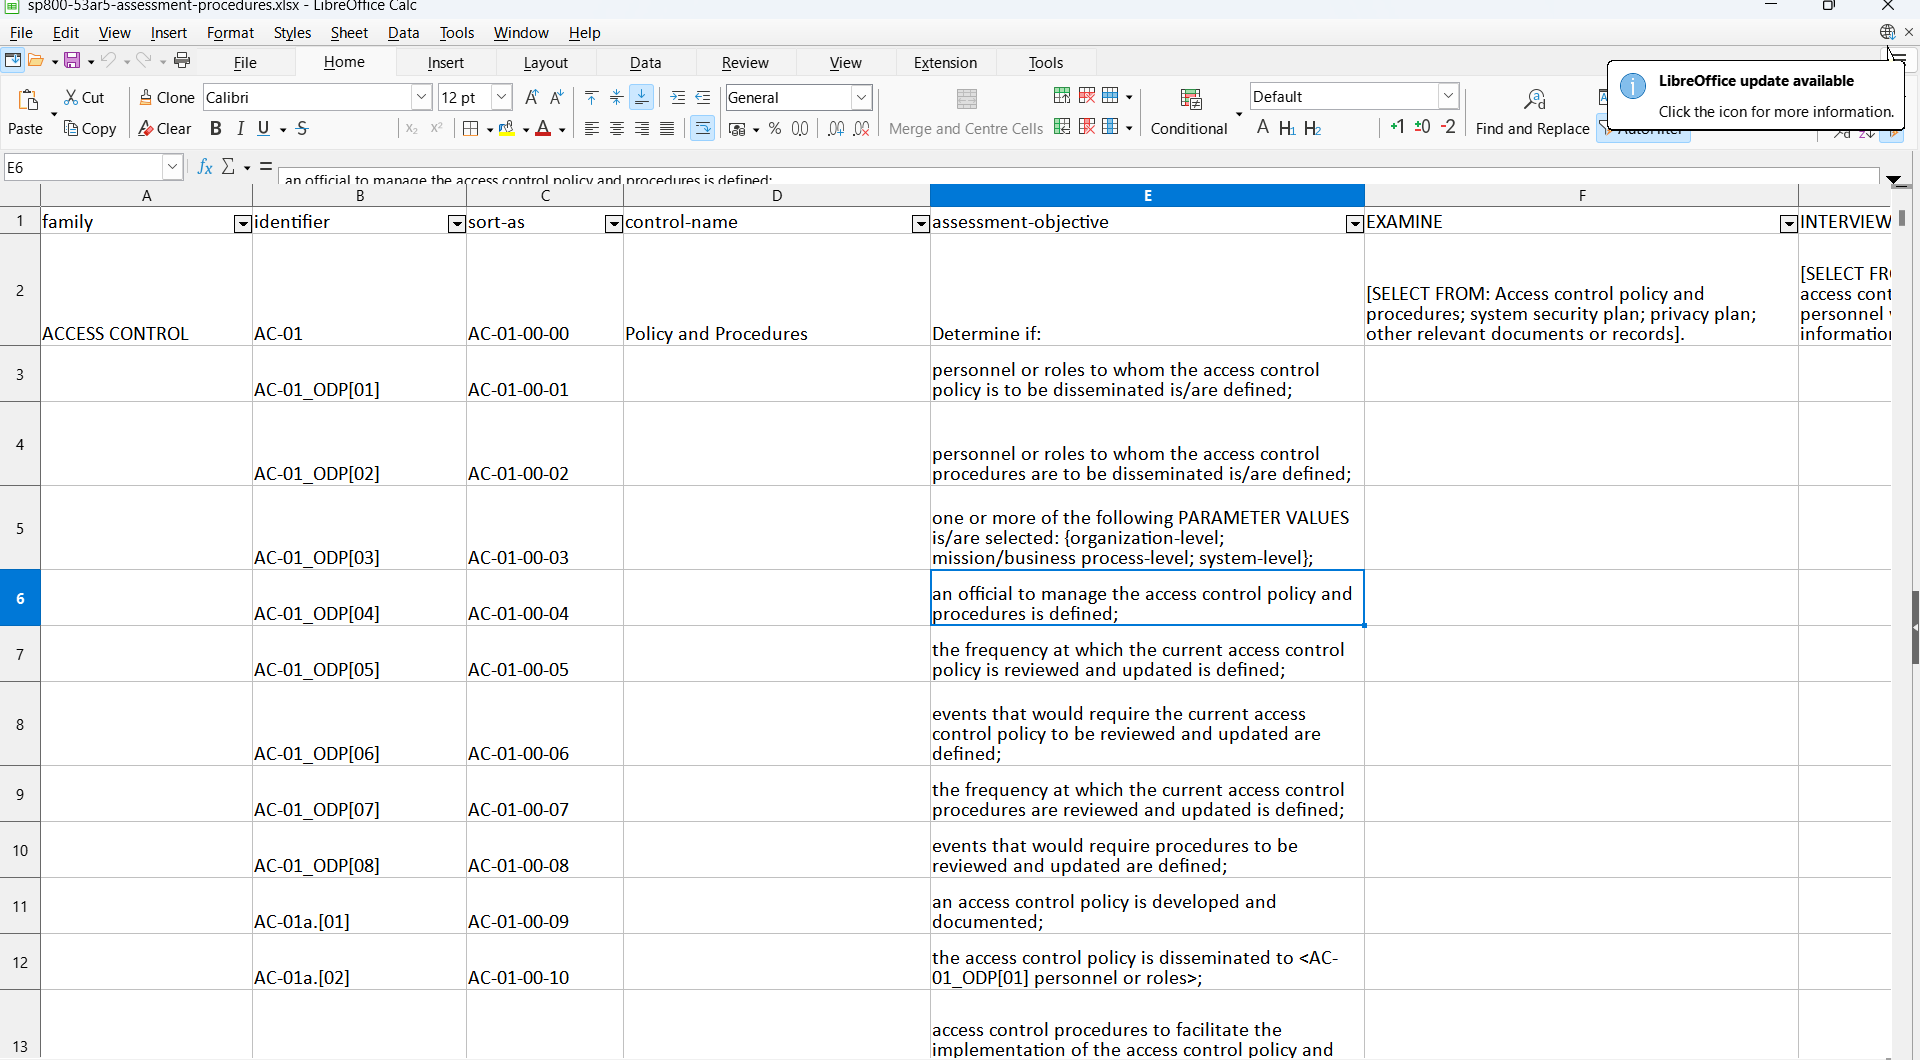 sp800-53ar5-assessment-procedures.xlsx - LibreOffice Calc
File Edit View Insert Format Styles Sheet Data Tools Window Help
File Home Insert Layout Data Review View Extension Tools
LibreOffice update available
Click the icon for more information.
Paste Cut Copy Clone Clear Calibri 12 pt General Merge and Centre Cells Conditional Default Find and Replace
B I U S
A H1 H2 +1 ±0 -2
E6 an official to manage the access control policy and procedures is defined;
A B C D E F
1 family identifier sort-as control-name assessment-objective EXAMINE INTERVIEW
2 ACCESS CONTROL AC-01 AC-01-00-00 Policy and Procedures Determine if:
[SELECT FROM: Access control policy and
procedures; system security plan; privacy plan;
other relevant documents or records].
[SELECT FR
access cont
personnel
information
3 AC-01_ODP[01] AC-01-00-01
personnel or roles to whom the access control
policy is to be disseminated is/are defined;
4 AC-01_ODP[02] AC-01-00-02
personnel or roles to whom the access control
procedures are to be disseminated is/are defined;
5 AC-01_ODP[03] AC-01-00-03
one or more of the following PARAMETER VALUES
is/are selected: {organization-level;
mission/business process-level; system-level};
6 AC-01_ODP[04] AC-01-00-04
an official to manage the access control policy and
procedures is defined;
7 AC-01_ODP[05] AC-01-00-05
the frequency at which the current access control
policy is reviewed and updated is defined;
8 AC-01_ODP[06] AC-01-00-06
events that would require the current access
control policy to be reviewed and updated are
defined;
9 AC-01_ODP[07] AC-01-00-07
the frequency at which the current access control
procedures are reviewed and updated is defined;
10 AC-01_ODP[08] AC-01-00-08
events that would require procedures to be
reviewed and updated are defined;
11 AC-01a.[01] AC-01-00-09
an access control policy is developed and
documented;
12 AC-01a.[02] AC-01-00-10
the access control policy is disseminated to <AC-
01_ODP[01] personnel or roles>;
13
access control procedures to facilitate the
implementation of the access control policy and